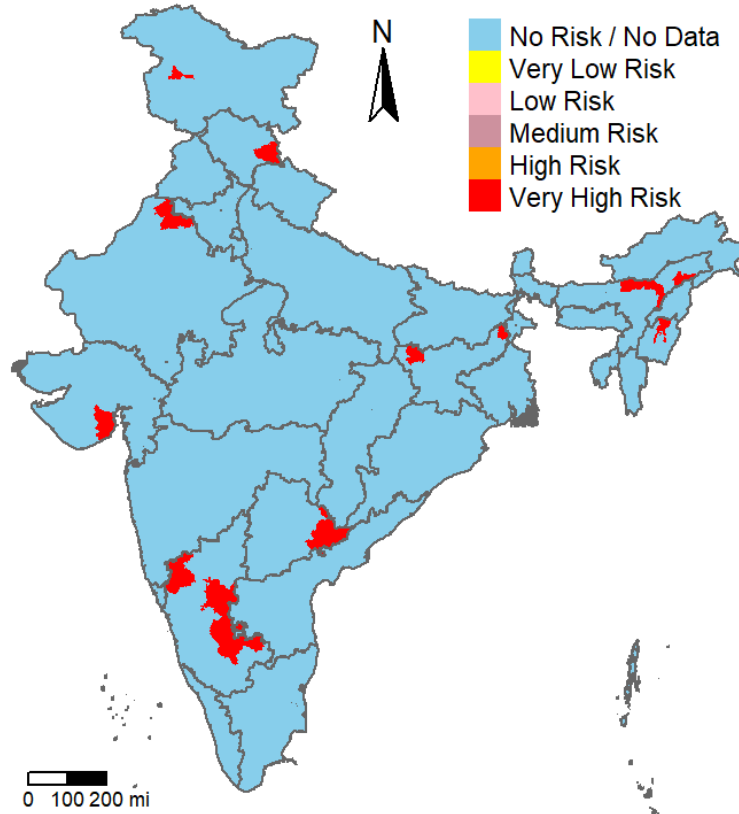 N
No Risk / No Data
Very Low Risk
Low Risk
Medium Risk
High Risk
Very High Risk
0 100 200 mi